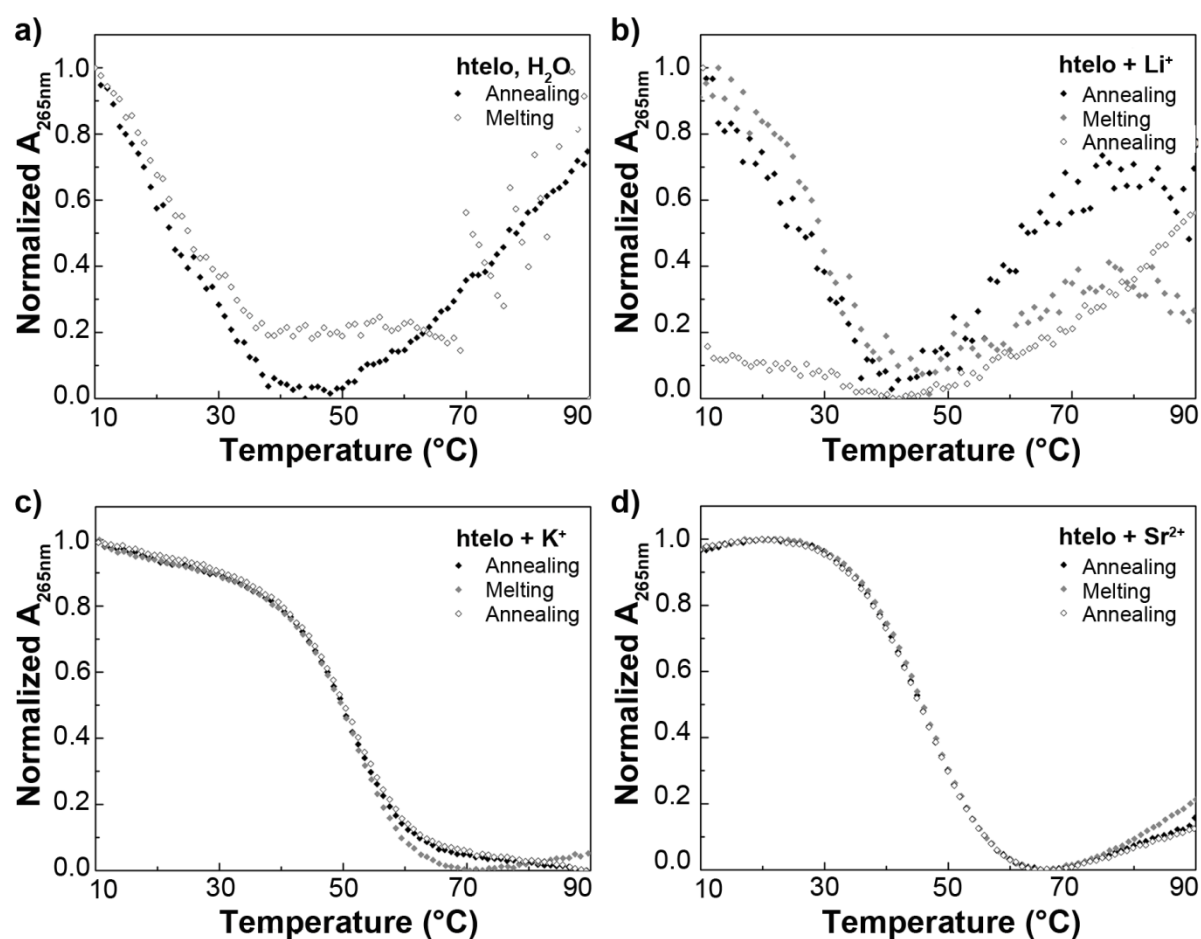 a)
htelo, H₂O
Annealing
Melting
Normalized A₂₆₅ₙₘ
1.0
0.8
0.6
0.4
0.2
0.0
10 30 50 70 90
Temperature (°C)
b)
htelo + Li⁺
Annealing
Melting
Annealing
Normalized A₂₆₅ₙₘ
1.0
0.8
0.6
0.4
0.2
0.0
10 30 50 70 90
Temperature (°C)
c)
htelo + K⁺
Annealing
Melting
Annealing
Normalized A₂₆₅ₙₘ
1.0
0.8
0.6
0.4
0.2
0.0
10 30 50 70 90
Temperature (°C)
d)
htelo + Sr²⁺
Annealing
Melting
Annealing
Normalized A₂₆₅ₙₘ
1.0
0.8
0.6
0.4
0.2
0.0
10 30 50 70 90
Temperature (°C)